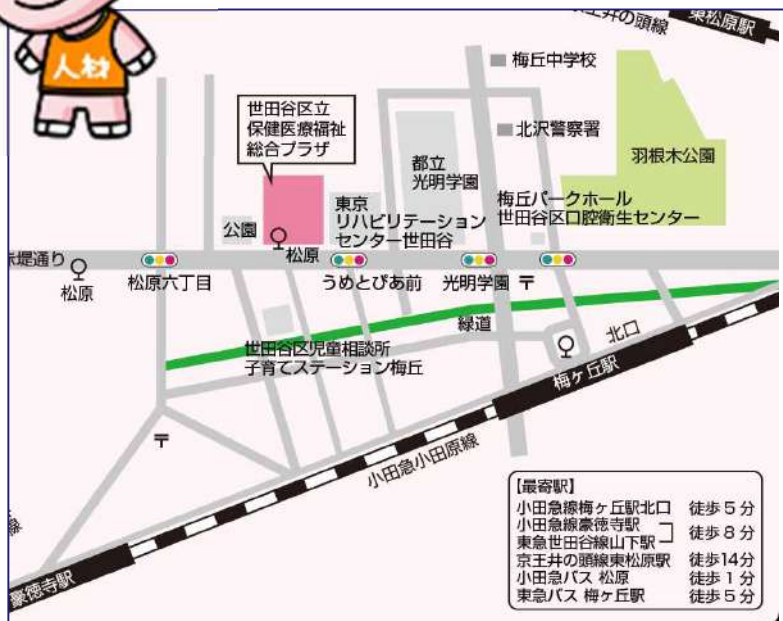 人材
王井の頭線
東松原駅
梅丘中学校
世田谷区立
保健医療福祉
総合プラザ
北沢警察署
都立
光明学園
羽根木公園
東京
リハビリテーション
センター世田谷
梅丘パークホール
世田谷区口腔衛生センター
公園
松原
赤堤通り
松原
松原六丁目
うめとぴあ前
光明学園
〒
緑道
北口
世田谷区児童相談所
子育てステーション梅丘
梅ヶ丘駅
〒
小田急小田原線
線
豪徳寺駅
【最寄駅】
小田急線梅ヶ丘駅北口 徒歩5分
小田急線豪徳寺駅
東急世田谷線山下駅 徒歩8分
京王井の頭線東松原駅 徒歩14分
小田急バス 松原 徒歩1分
東急バス 梅ヶ丘駅 徒歩5分